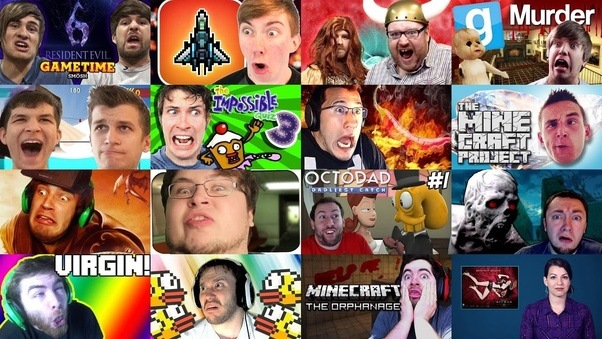 6
RESIDENT EVIL
GAMETIME
SMOSH
g Murder
180
The
IMPOSSIBLE
QUIZ
3
THE
MINE
CRAFT
PROJECT
OCTODAD
DADLIEST CATCH
#1
VIRGIN!
MINECRAFT
THE ORPHANAGE